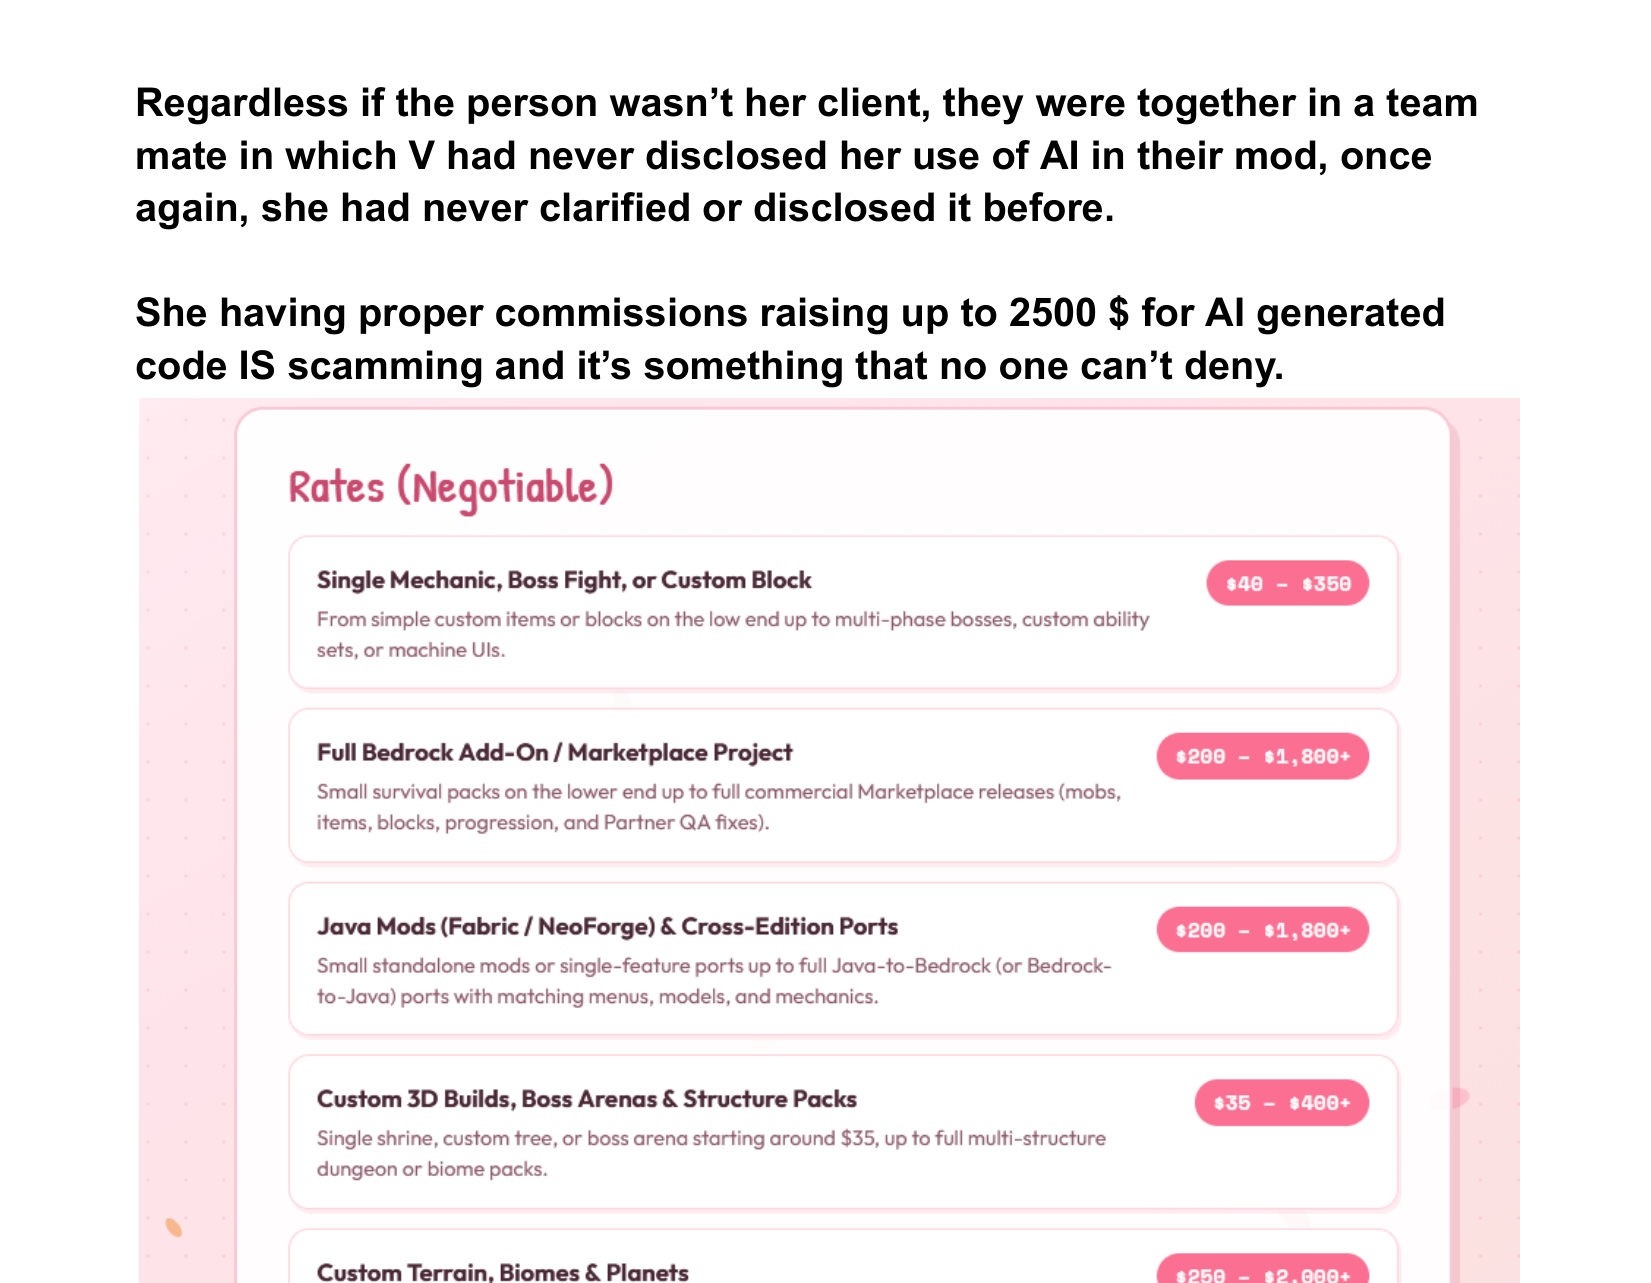 Regardless if the person wasn’t her client, they were together in a team
mate in which V had never disclosed her use of AI in their mod, once
again, she had never clarified or disclosed it before.
She having proper commissions raising up to 2500 $ for AI generated
code IS scamming and it’s something that no one can’t deny.
Rates (Negotiable)
Single Mechanic, Boss Fight, or Custom Block
$40 – $350
From simple custom items or blocks on the low end up to multi-phase bosses, custom ability
sets, or machine UIs.
Full Bedrock Add-On / Marketplace Project
$200 – $1,800+
Small survival packs on the lower end up to full commercial Marketplace releases (mobs,
items, blocks, progression, and Partner QA fixes).
Java Mods (Fabric / NeoForge) & Cross-Edition Ports
$200 – $1,800+
Small standalone mods or single-feature ports up to full Java-to-Bedrock (or Bedrock-
to-Java) ports with matching menus, models, and mechanics.
Custom 3D Builds, Boss Arenas & Structure Packs
$35 – $400+
Single shrine, custom tree, or boss arena starting around $35, up to full multi-structure
dungeon or biome packs.
Custom Terrain, Biomes & Planets
$250 – $2,000+